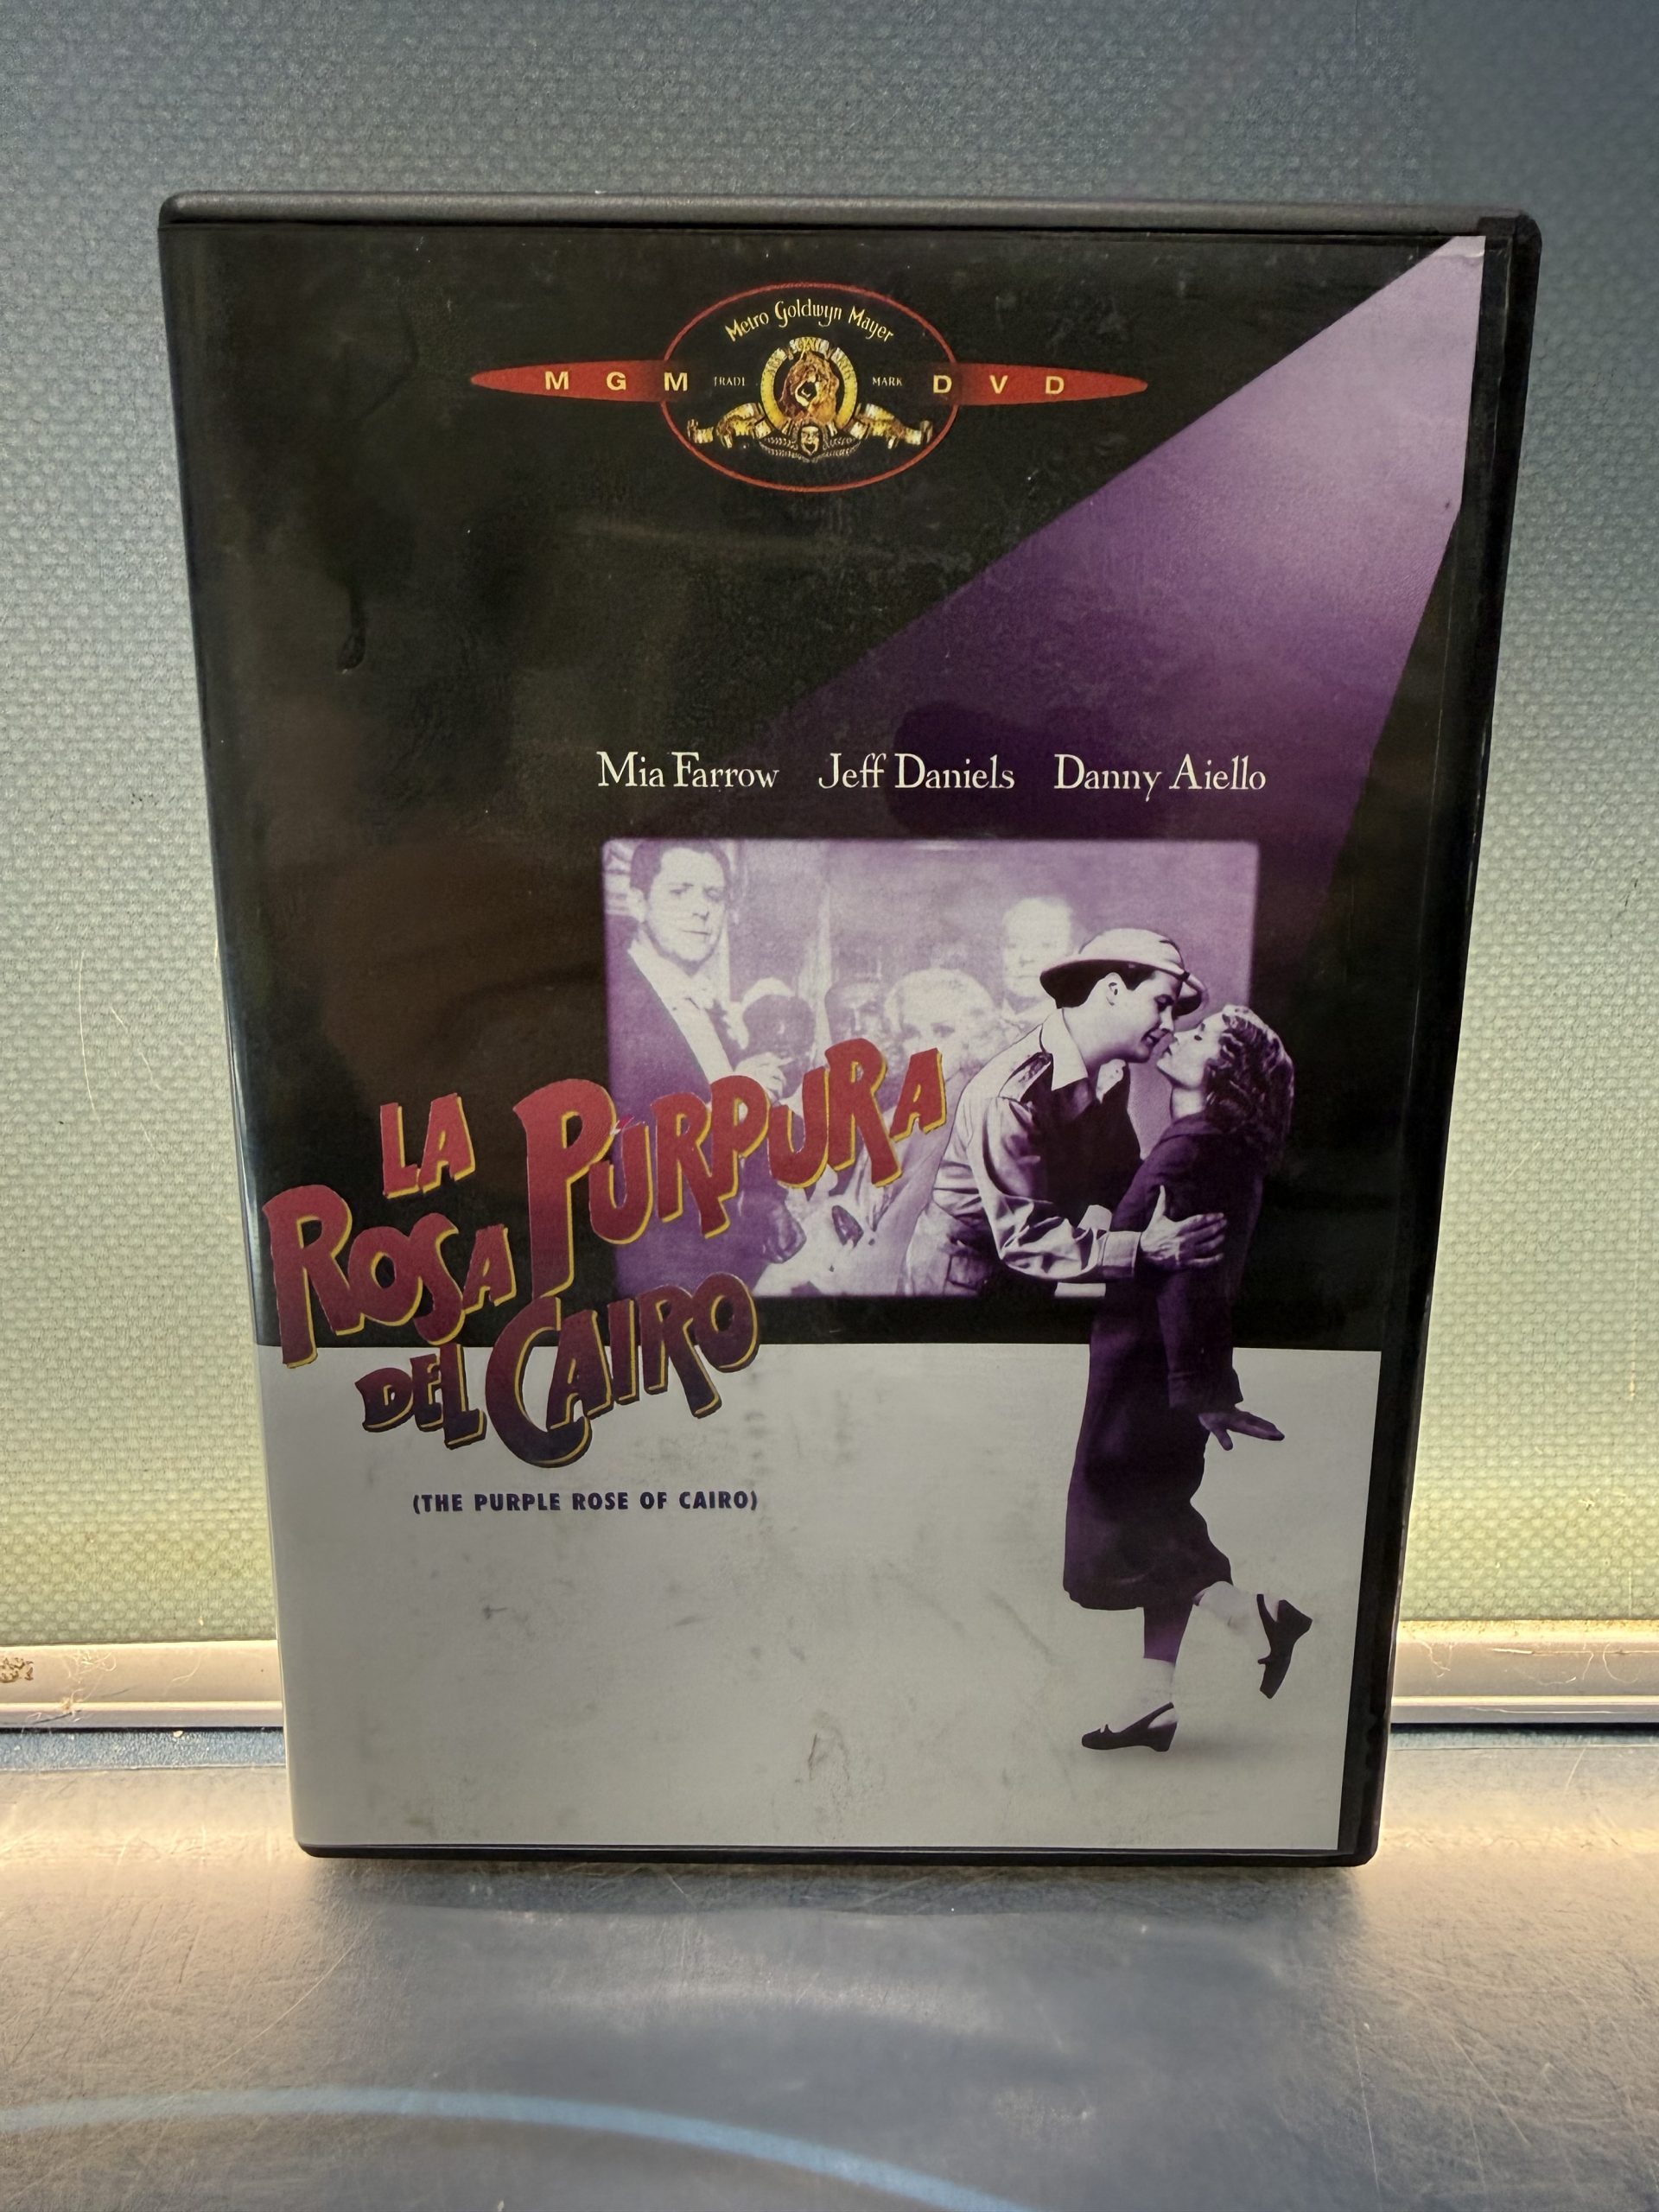 Metro Goldwyn Mayer
MGM TRADE MARK DVD
Mia Farrow Jeff Daniels Danny Aiello
LA
ROSA PÚRPURA
DEL CAIRO
(THE PURPLE ROSE OF CAIRO)